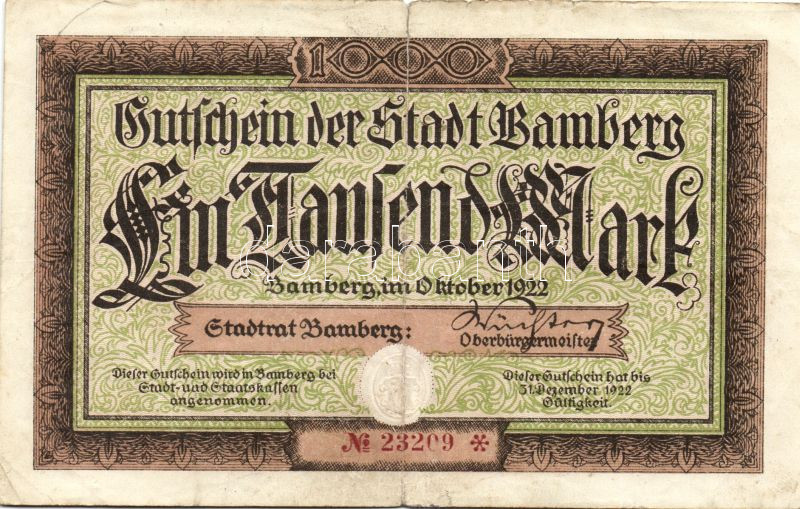 1000
Gutschein der Stadt Bamberg
Ein Tausend Mark
Bamberg, im Oktober 1922
Stadtrat Bamberg:
Oberbürgermeister
Dieser Gutschein wird in Bamberg bei
Stadt- und Staatskassen
angenommen.
Dieser Gutschein hat bis
31. Dezember 1922
Gültigkeit.
№ 23209 *